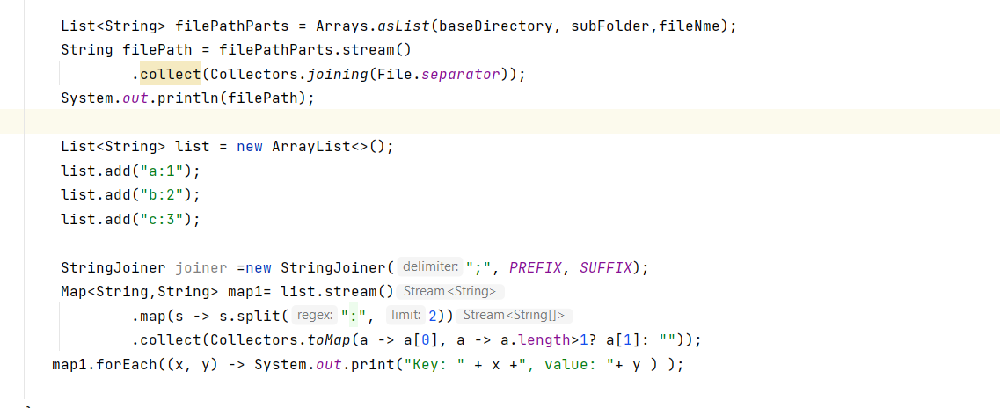 List<String> filePathParts = Arrays.asList(baseDirectory, subFolder,fileNme);
String filePath = filePathParts.stream()
.collect(Collectors.joining(File.separator));
System.out.println(filePath);
List<String> list = new ArrayList<>();
list.add("a:1");
list.add("b:2");
list.add("c:3");
StringJoiner joiner =new StringJoiner( delimiter: ";", PREFIX, SUFFIX);
Map<String,String> map1= list.stream() Stream<String>
.map(s -> s.split( regex: ":", limit: 2)) Stream<String[]>
.collect(Collectors.toMap(a -> a[0], a -> a.length>1? a[1]: ""));
map1.forEach((x, y) -> System.out.print("Key: " + x +", value: "+ y ) );